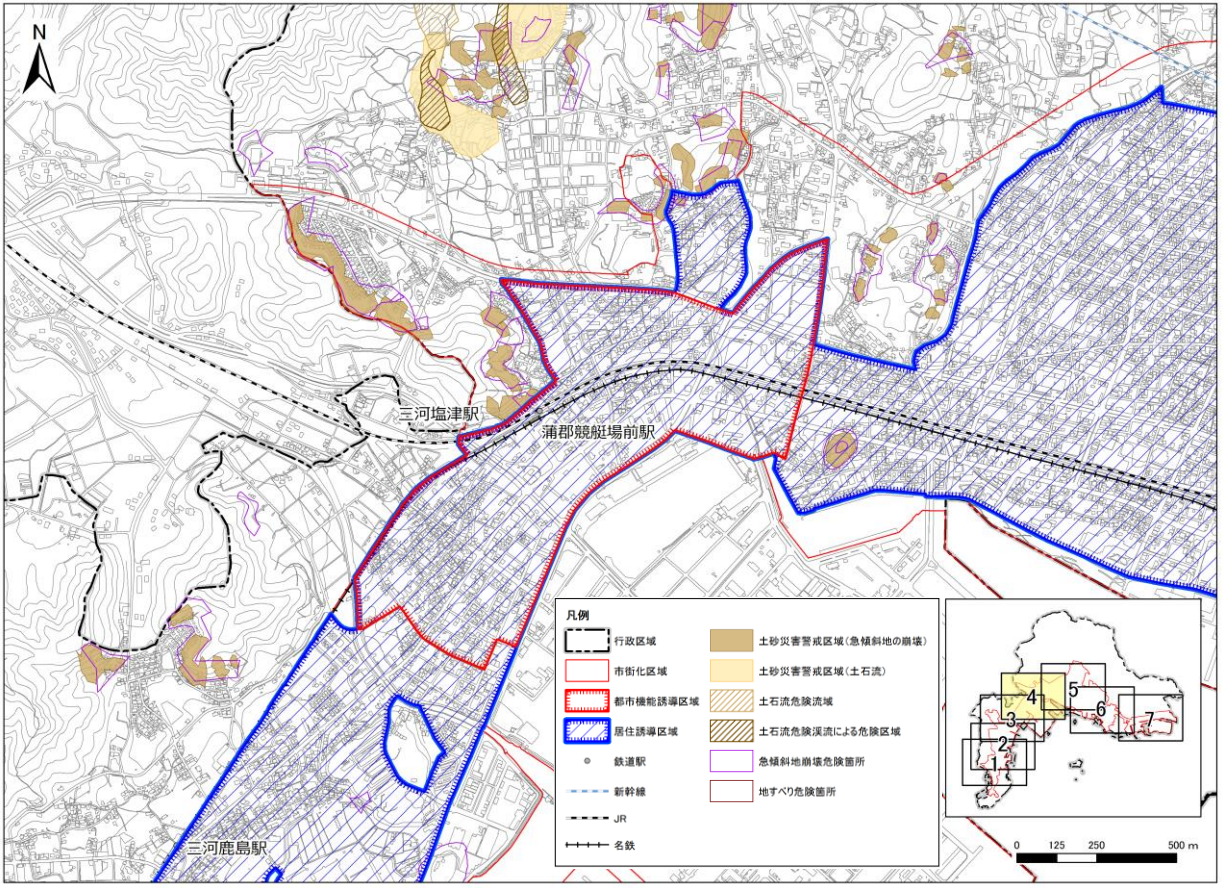 N
三河塩津駅
蒲郡競艇場前駅
三河鹿島駅
凡例
行政区域
市街化区域
都市機能誘導区域
居住誘導区域
鉄道駅
新幹線
JR
名鉄
土砂災害警戒区域(急傾斜地の崩壊)
土砂災害警戒区域(土石流)
土石流危険流域
土石流危険渓流による危険区域
急傾斜地崩壊危険箇所
地すべり危険箇所
4
5
3
6
7
2
1
0 125 250 500 m